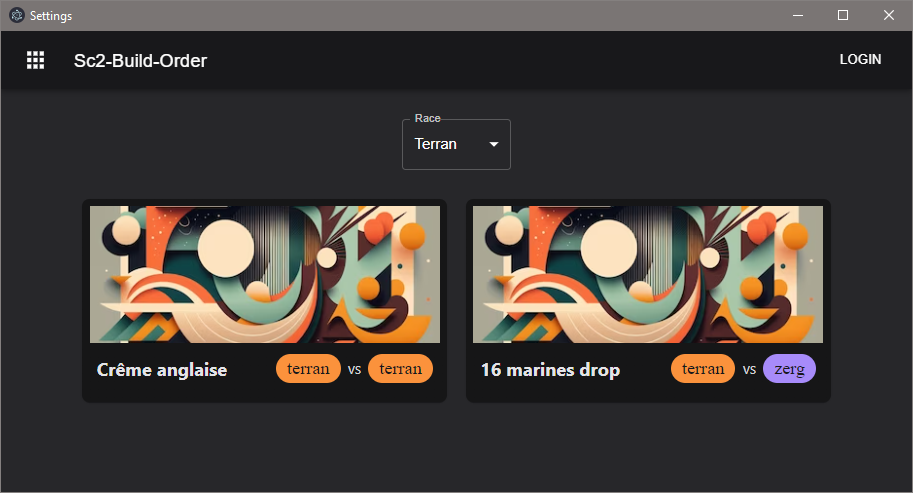 Settings
Sc2-Build-Order
LOGIN
Race
Terran
Crême anglaise terran vs terran
16 marines drop terran vs zerg